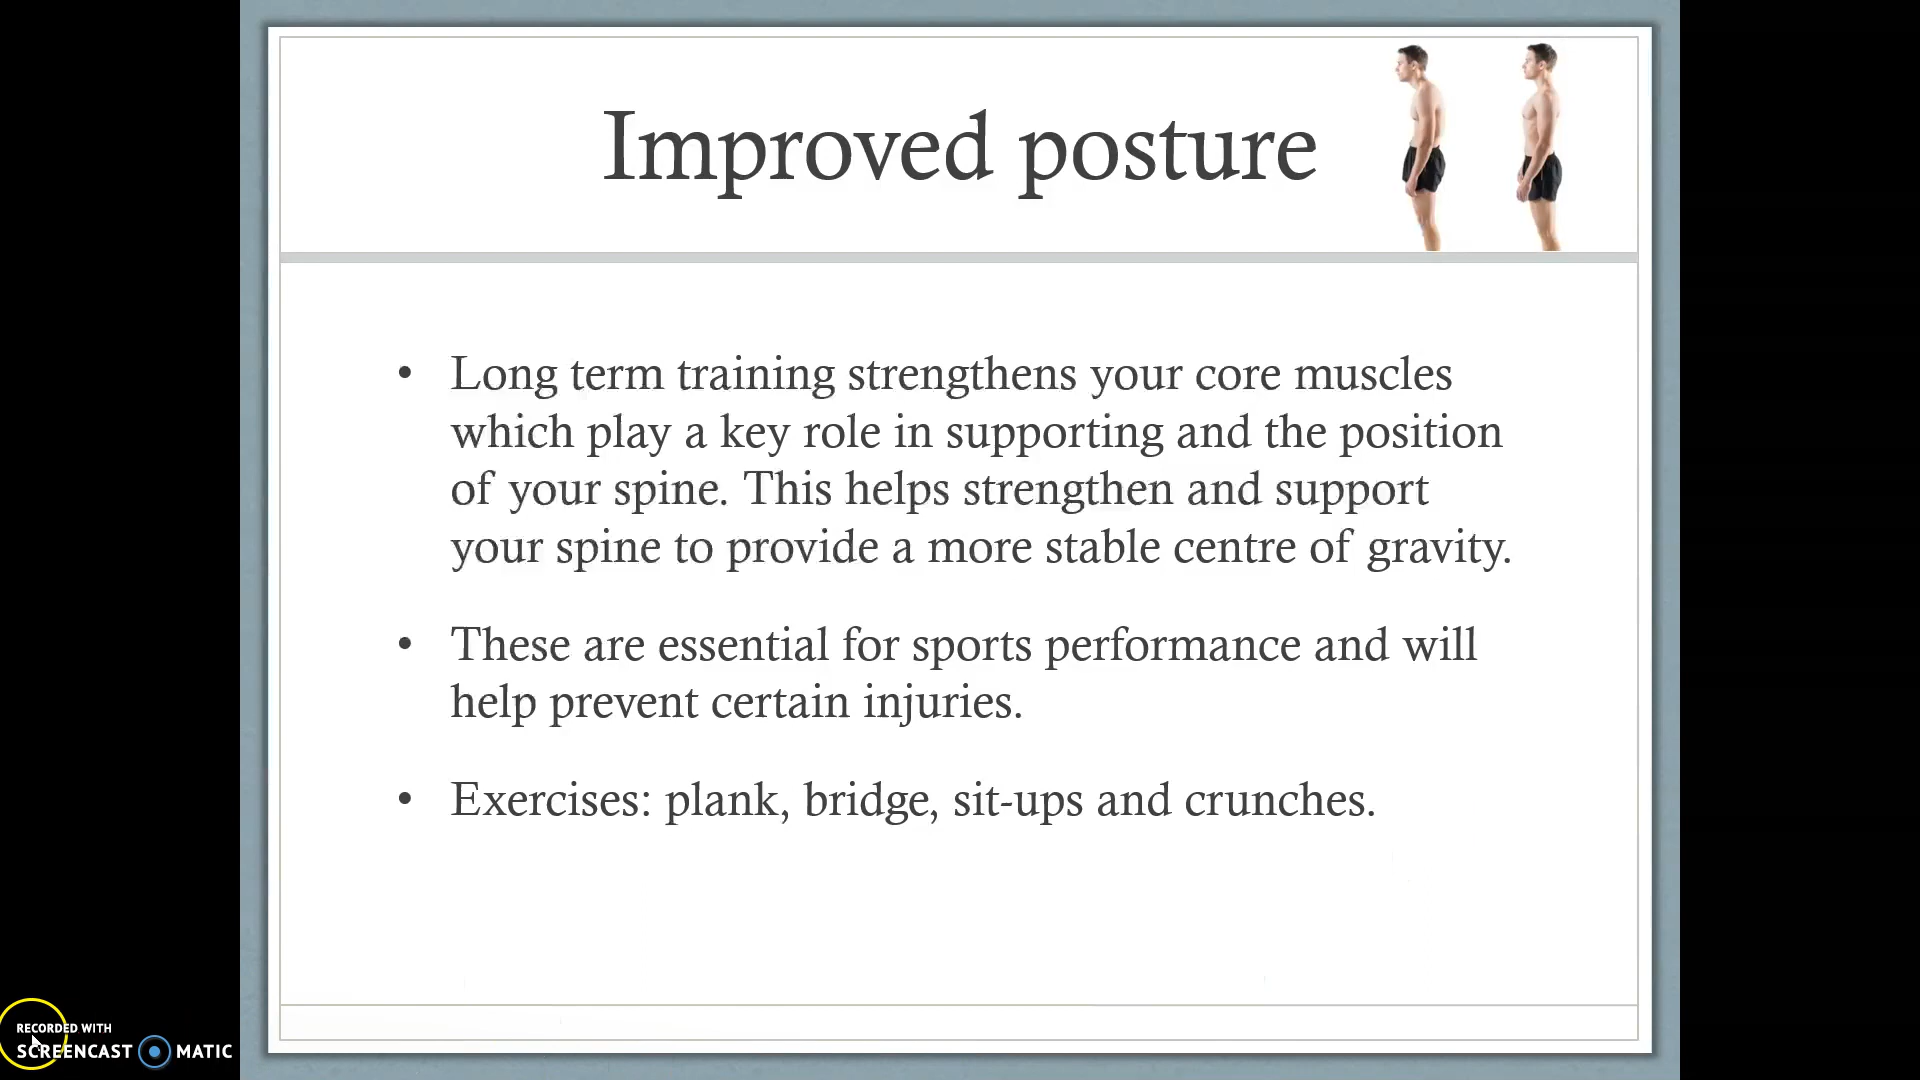 Improved posture
• Long term training strengthens your core muscles
which play a key role in supporting and the position
of your spine. This helps strengthen and support
your spine to provide a more stable centre of gravity.
• These are essential for sports performance and will
help prevent certain injuries.
• Exercises: plank, bridge, sit-ups and crunches.
RECORDED WITH
SCREENCAST MATIC